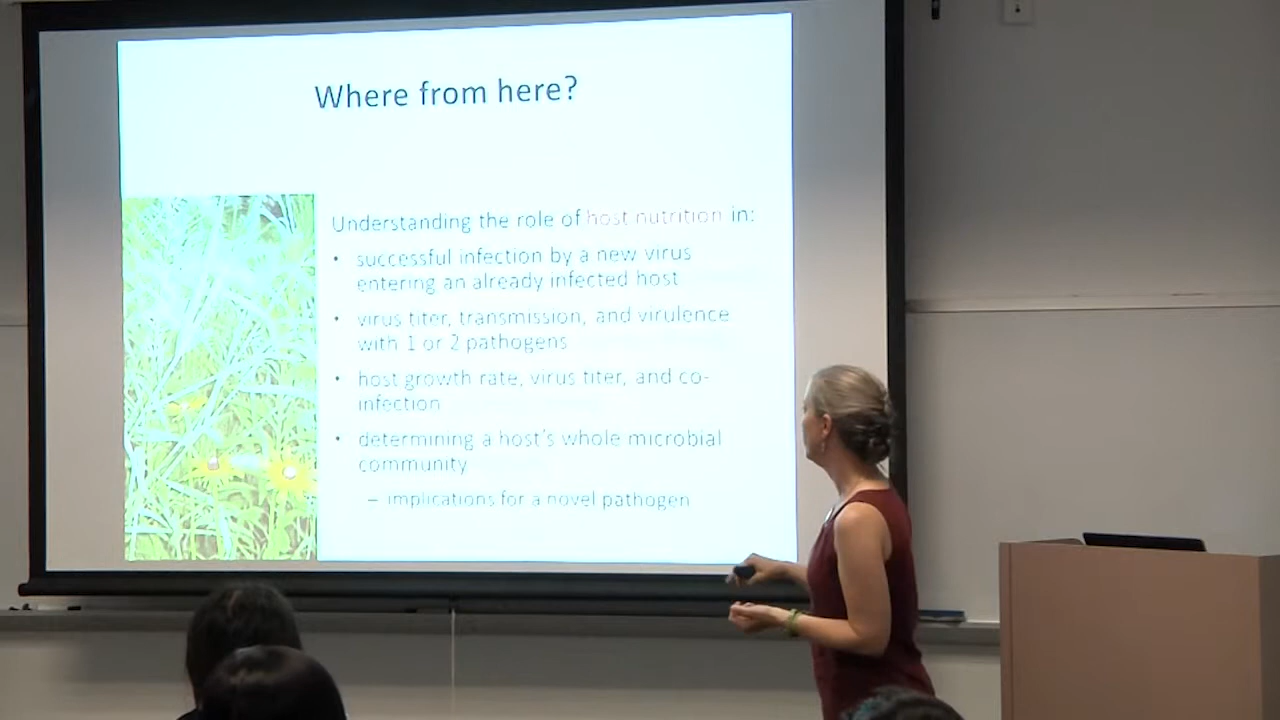 Where from here?
Understanding the role of host nutrition in:
• successful infection by a new virus
entering an already infected host
• virus titer, transmission, and virulence
with 1 or 2 pathogens
• host growth rate, virus titer, and co-
infection
• determining a host's whole microbial
community
– implications for a novel pathogen